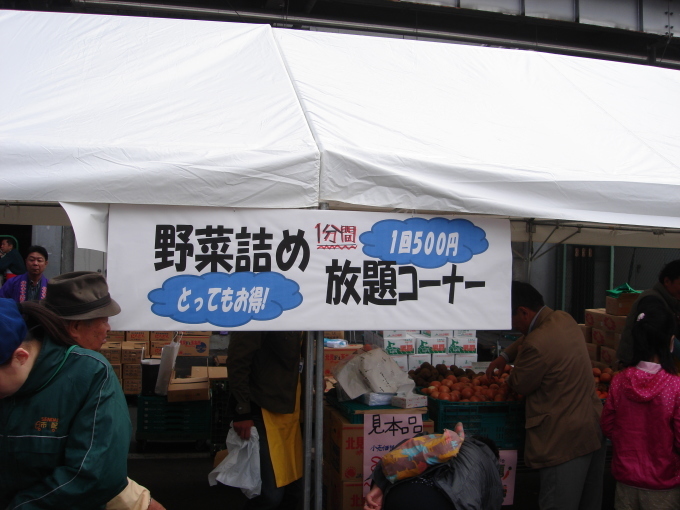 野菜詰め
1分間
放題コーナー
1回500円
とってもお得!
見本品